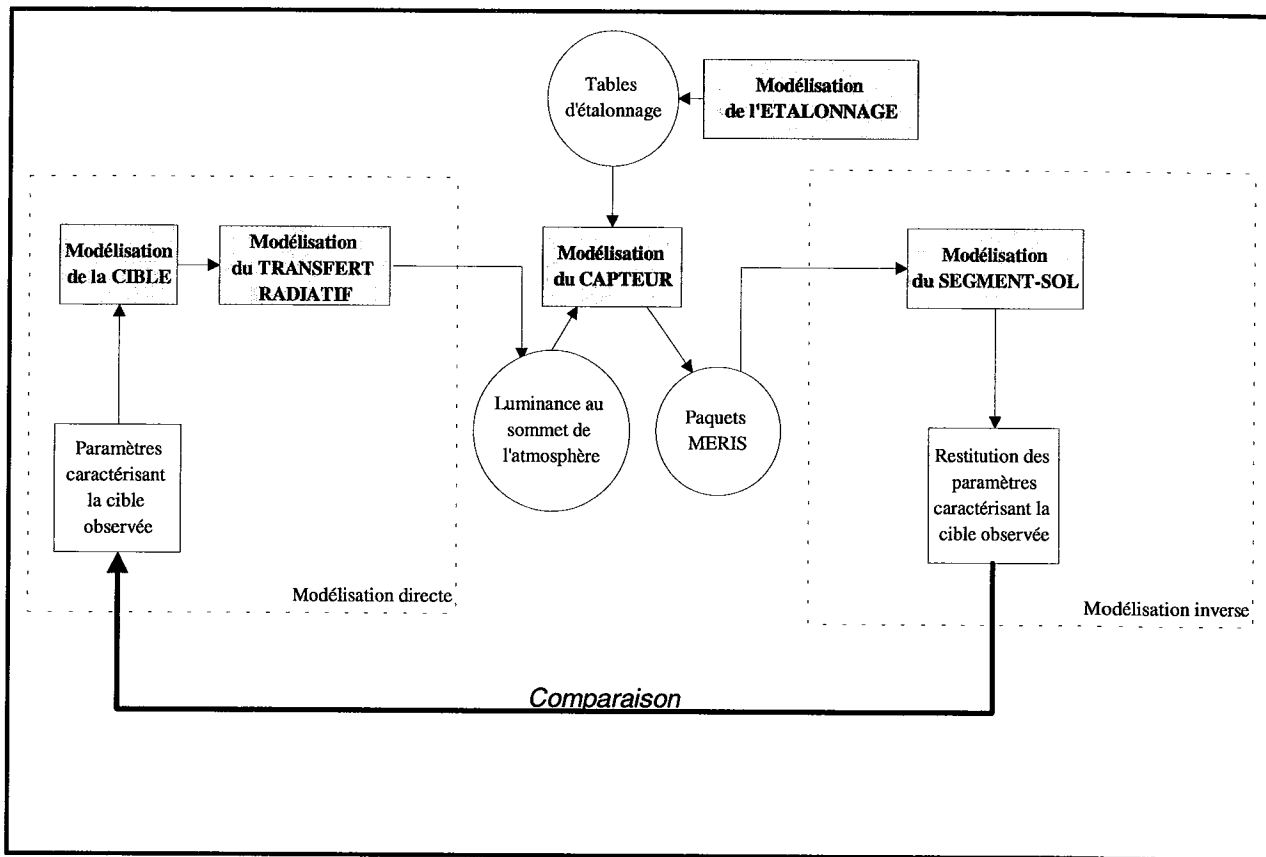 Tables
d'étalonnage
Modélisation
de l'ETALONNAGE
Modélisation
de la CIBLE
Modélisation
du TRANSFERT
RADIATIF
Modélisation
du CAPTEUR
Modélisation
du SEGMENT-SOL
Luminance au
sommet de
l'atmosphère
Paquets
MERIS
Paramètres
caractérisant
la cible
observée
Restitution des
paramètres
caractérisant la
cible observée
Modélisation directe
Modélisation inverse
Comparaison